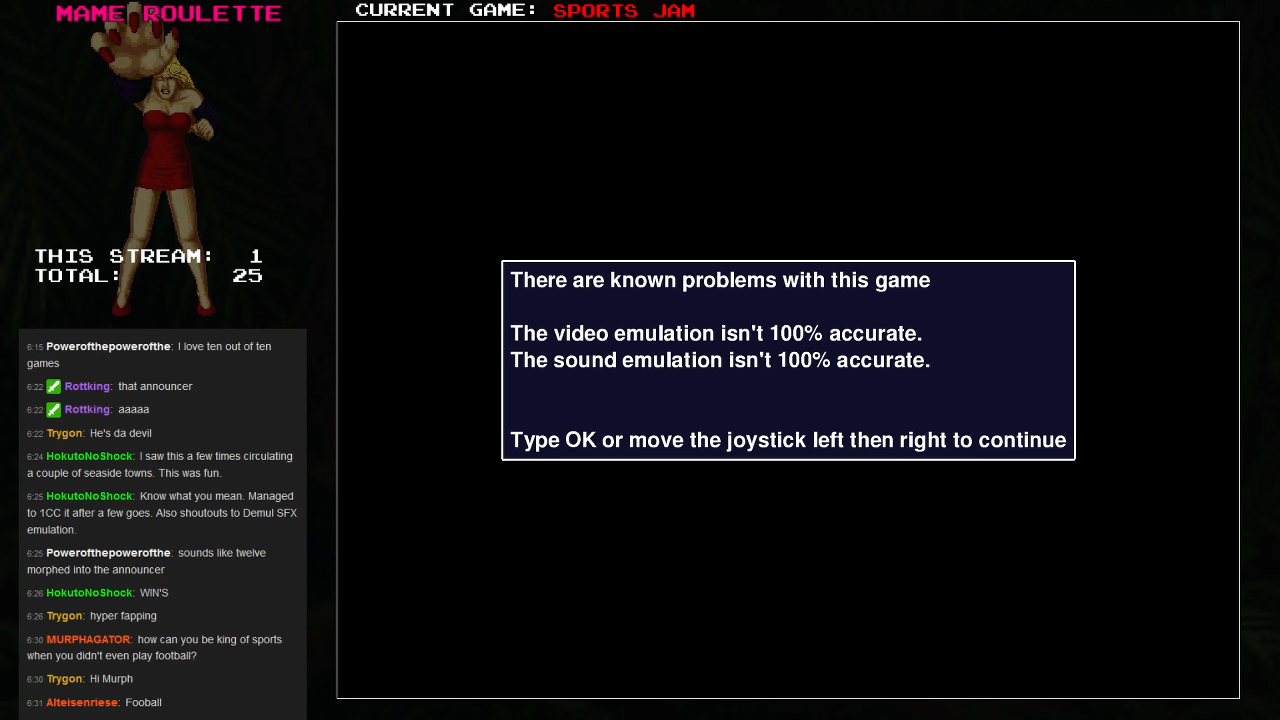 MAME ROULETTE
CURRENT GAME: SPORTS JAM
THIS STREAM: 1
TOTAL: 25
6:15 Powerofthepowerofthe: I love ten out of ten
games
6:22 Rottking: that announcer
6:22 Rottking: aaaaa
6:22 Trygon: He's da devil
6:24 HokutoNoShock: I saw this a few times circulating
a couple of seaside towns. This was fun.
6:25 HokutoNoShock: Know what you mean. Managed
to 1CC it after a few goes. Also shoutouts to Demul SFX
emulation.
6:25 Powerofthepowerofthe: sounds like twelve
morphed into the announcer
6:26 HokutoNoShock: WIN'S
6:26 Trygon: hyper fapping
6:30 MURPHAGATOR: how can you be king of sports
when you didn't even play football?
6:30 Trygon: Hi Murph
6:31 Alteisenriese: Fooball
There are known problems with this game
The video emulation isn't 100% accurate.
The sound emulation isn't 100% accurate.
Type OK or move the joystick left then right to continue